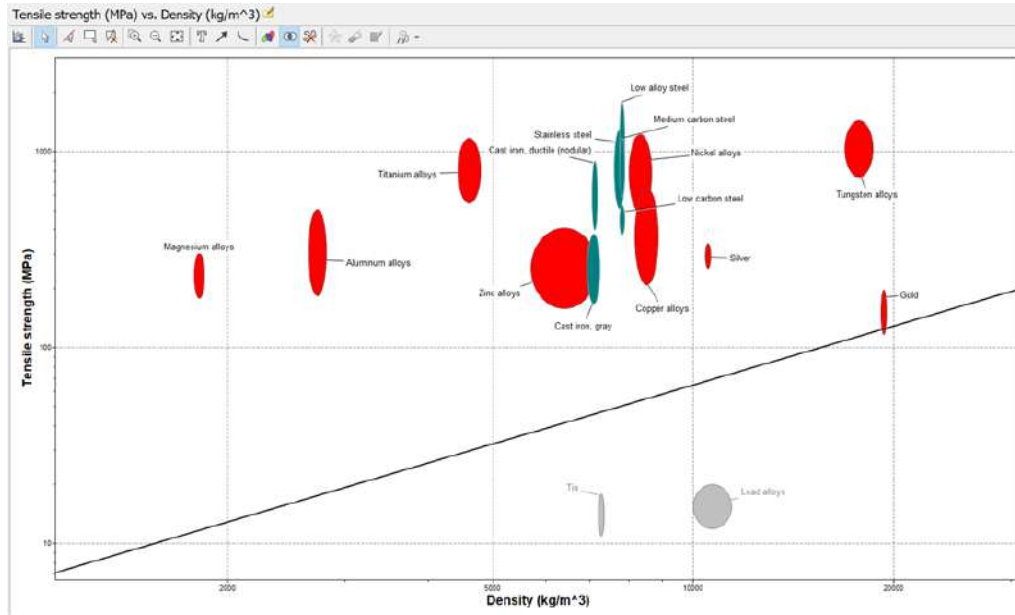 Tensile strength (MPa) vs. Density (kg/m^3)
Low alloy steel
Medium carbon steel
Stainless steel
Cast iron, ductile (nodular)
Nickel alloys
1000
Titanium alloys
Tungsten alloys
Low carbon steel
Magnesium alloys
Aluminum alloys
Silver
Zinc alloys
Gold
Copper alloys
Cast iron, gray
100
Tensile strength (MPa)
Tin
Lead alloys
10
2000
5000
10000
20000
Density (kg/m^3)